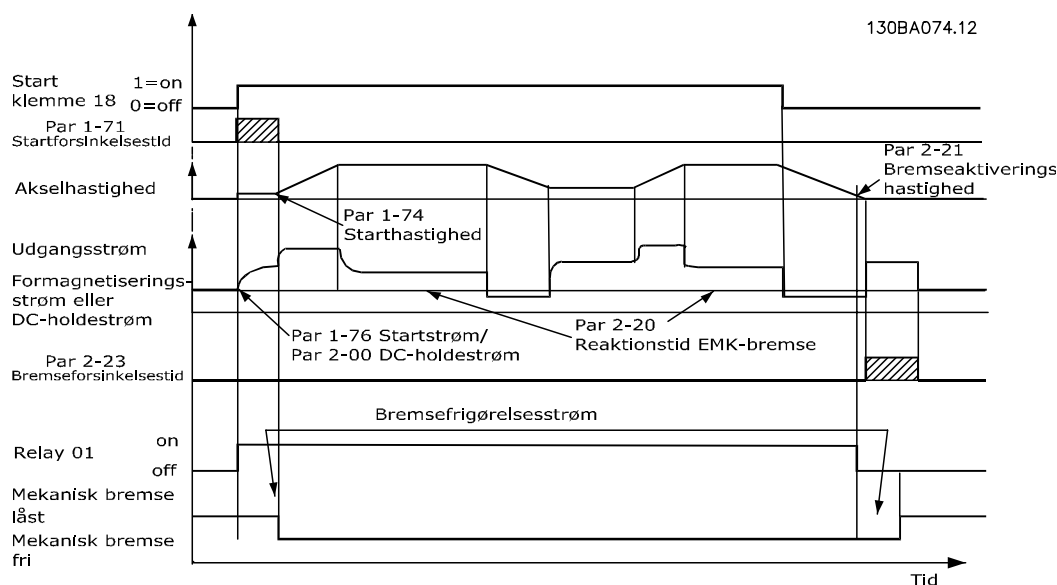 130BA074.12
Start 1=on
klemme 18 0=off
Par 1-71
Startforsinkelsestid
Akselhastighed
Par 2-21
Bremseaktiverings
hastighed
Par 1-74
Starthastighed
Udgangsstrøm
Formagnetiserings-
strøm eller
DC-holdestrøm
Par 1-76 Startstrøm/
Par 2-00 DC-holdestrøm
Par 2-20
Reaktionstid EMK-bremse
Par 2-23
Bremseforsinkelsestid
Bremsefrigørelsesstrøm
on
Relay 01
off
Mekanisk bremse
låst
Mekanisk bremse
fri
Tid